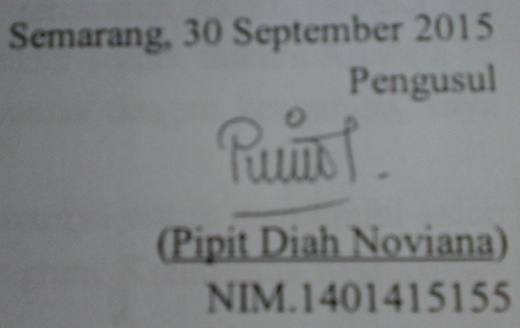 Semarang, 30 September 2015
Pengusul
(Pipit Diah Noviana)
NIM.1401415155